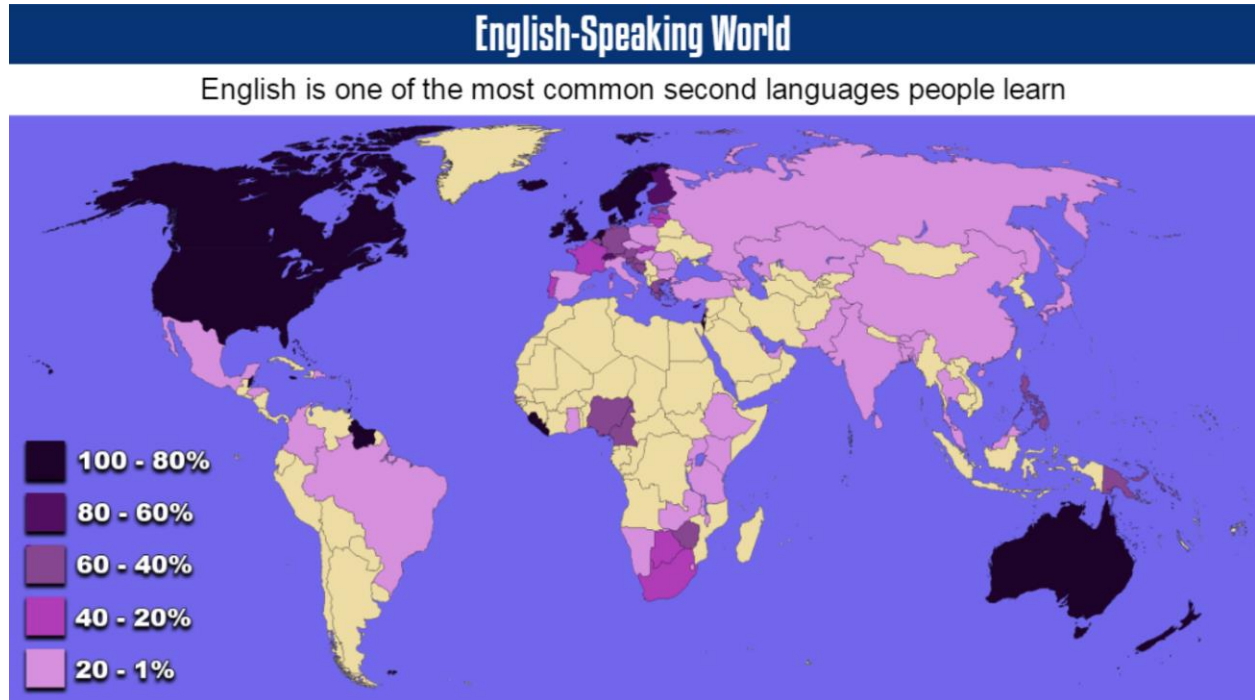 English-Speaking World
English is one of the most common second languages people learn
100 - 80%
80 - 60%
60 - 40%
40 - 20%
20 - 1%